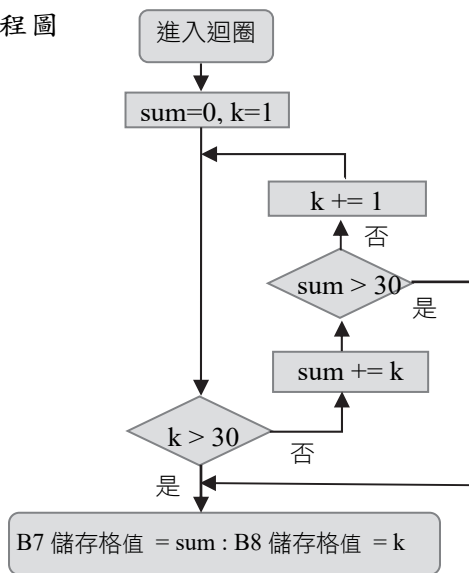 程圖
進入迴圈
sum=0, k=1
k += 1
否
sum > 30
是
sum += k
k > 30
否
是
B7 儲存格值 = sum : B8 儲存格值 = k